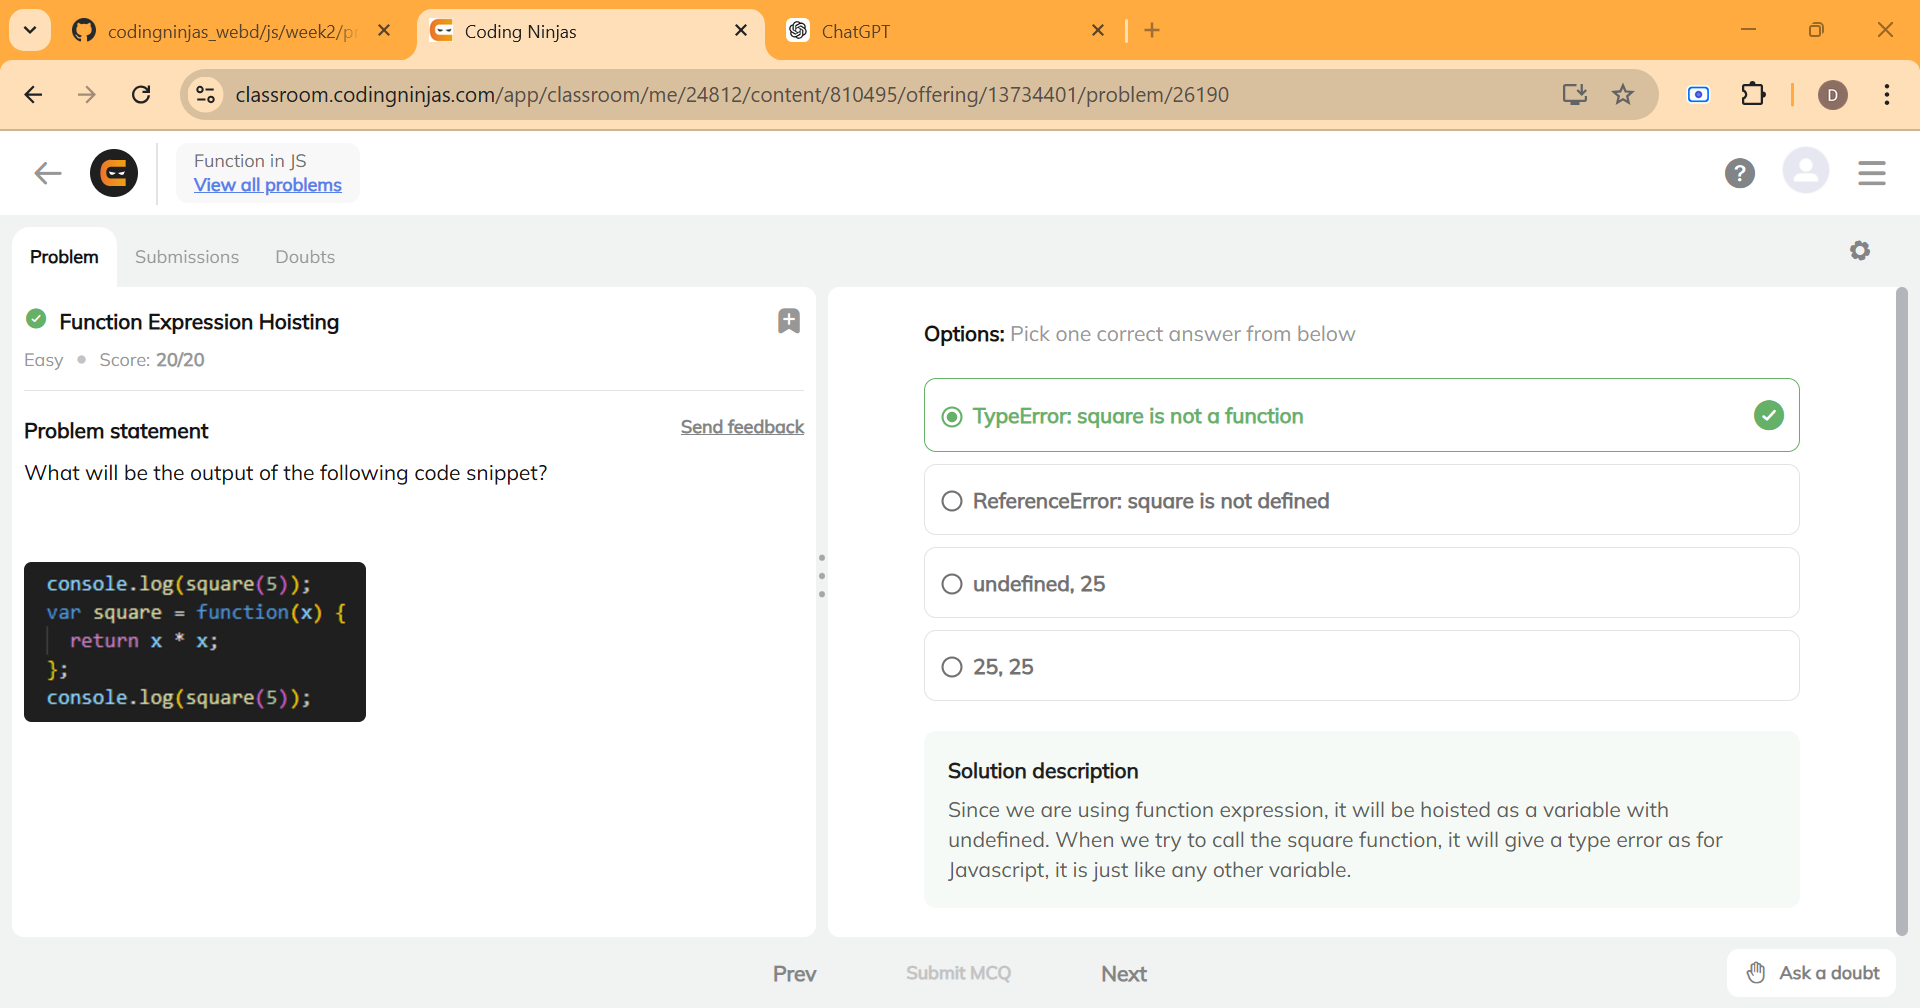 codingninjas_webd/js/week2/p
Coding Ninjas
ChatGPT
classroom.codingninjas.com/app/classroom/me/24812/content/810495/offering/13734401/problem/26190
D
Function in JS
View all problems
?
Problem
Submissions
Doubts
Function Expression Hoisting
Easy • Score: 20/20
Problem statement
Send feedback
What will be the output of the following code snippet?
console.log(square(5));
var square = function(x) {
return x * x;
};
console.log(square(5));
Options: Pick one correct answer from below
TypeError: square is not a function
ReferenceError: square is not defined
undefined, 25
25, 25
Solution description
Since we are using function expression, it will be hoisted as a variable with
undefined. When we try to call the square function, it will give a type error as for
Javascript, it is just like any other variable.
Prev
Submit MCQ
Next
Ask a doubt